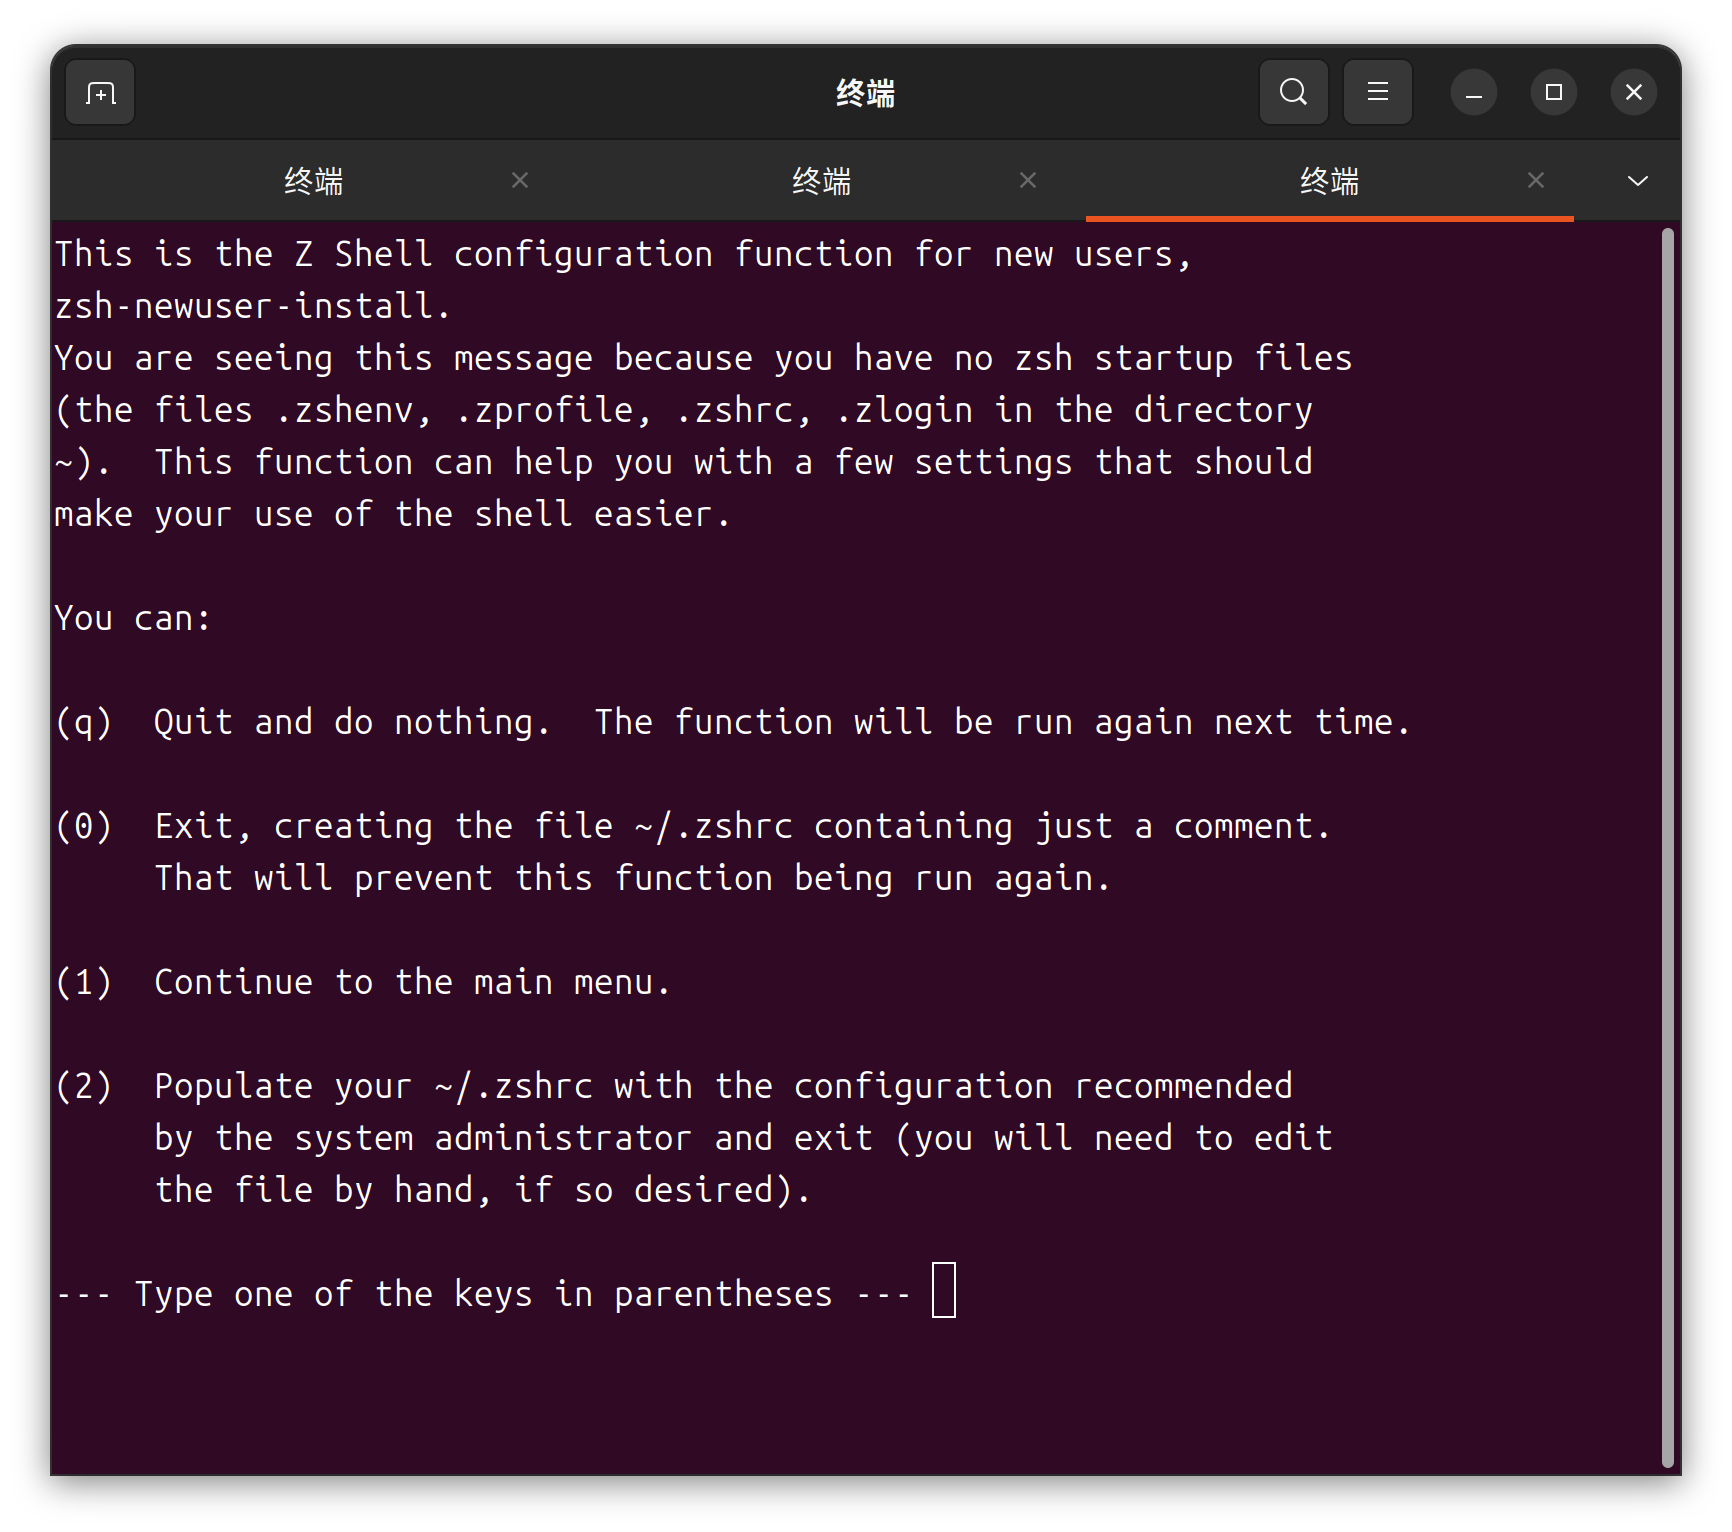 终端
终端
终端
终端
This is the Z Shell configuration function for new users,
zsh-newuser-install.
You are seeing this message because you have no zsh startup files
(the files .zshenv, .zprofile, .zshrc, .zlogin in the directory
~).  This function can help you with a few settings that should
make your use of the shell easier.
You can:
(q)  Quit and do nothing.  The function will be run again next time.
(0)  Exit, creating the file ~/.zshrc containing just a comment.
     That will prevent this function being run again.
(1)  Continue to the main menu.
(2)  Populate your ~/.zshrc with the configuration recommended
     by the system administrator and exit (you will need to edit
     the file by hand, if so desired).
--- Type one of the keys in parentheses ---